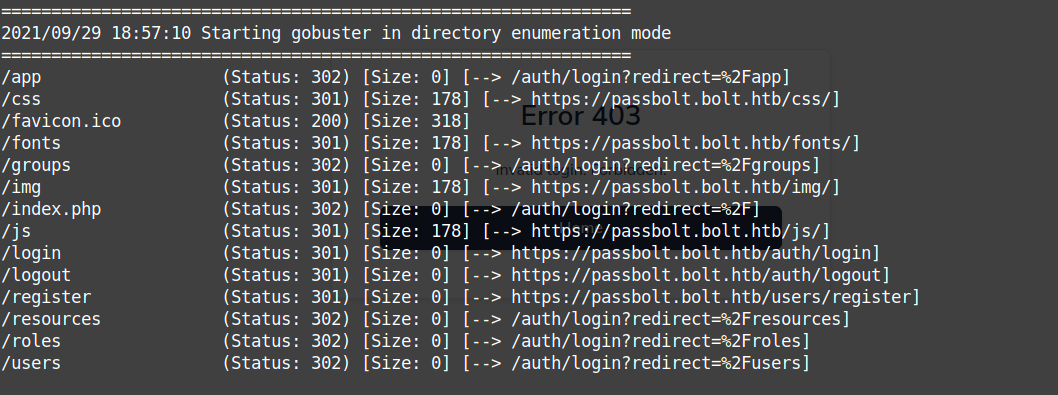 ===============================================================
2021/09/29 18:57:10 Starting gobuster in directory enumeration mode
===============================================================
/app                  (Status: 302) [Size: 0] [--> /auth/login?redirect=%2Fapp]
/css                  (Status: 301) [Size: 178] [--> https://passbolt.bolt.htb/css/]
Error 403
/favicon.ico          (Status: 200) [Size: 318]
/fonts                (Status: 301) [Size: 178] [--> https://passbolt.bolt.htb/fonts/]
/groups               (Status: 302) [Size: 0] [--> /auth/login?redirect=%2Fgroups]
/img                  (Status: 301) [Size: 178] [--> https://passbolt.bolt.htb/img/]
/index.php            (Status: 302) [Size: 0] [--> /auth/login?redirect=%2F]
/js                   (Status: 301) [Size: 178] [--> https://passbolt.bolt.htb/js/]
/login                (Status: 301) [Size: 0] [--> https://passbolt.bolt.htb/auth/login]
/logout               (Status: 301) [Size: 0] [--> https://passbolt.bolt.htb/auth/logout]
/register             (Status: 301) [Size: 0] [--> https://passbolt.bolt.htb/users/register]
/resources            (Status: 302) [Size: 0] [--> /auth/login?redirect=%2Fresources]
/roles                (Status: 302) [Size: 0] [--> /auth/login?redirect=%2Froles]
/users                (Status: 302) [Size: 0] [--> /auth/login?redirect=%2Fusers]